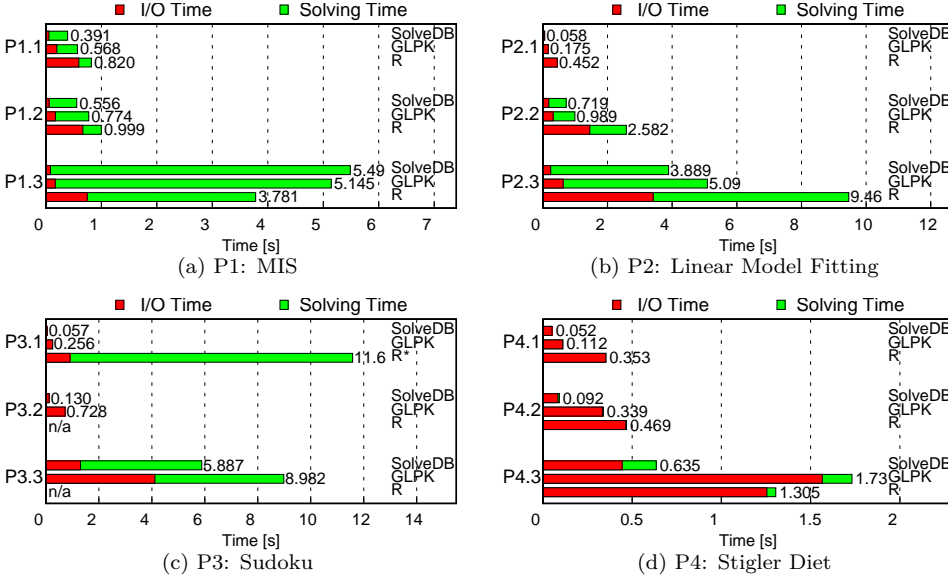 I/O Time Solving Time
P1.1
0.391 SolveDB
0.568 GLPK
0.820 R
P1.2
0.556 SolveDB
0.774 GLPK
0.999 R
P1.3
5.49 SolveDB
5.145 GLPK
3.781 R
0 1 2 3 4 5 6 7
Time [s]
(a) P1: MIS
I/O Time Solving Time
P2.1
0.058 SolveDB
0.175 GLPK
0.452 R
P2.2
0.719 SolveDB
0.989 GLPK
2.582 R
P2.3
3.889 SolveDB
5.09 GLPK
9.46 R
0 2 4 6 8 10 12
Time [s]
(b) P2: Linear Model Fitting
I/O Time Solving Time
P3.1
0.057 SolveDB
0.256 GLPK
11.6 R*
P3.2
0.130 SolveDB
0.728 GLPK
n/a R
P3.3
5.887 SolveDB
8.982 GLPK
n/a R
0 2 4 6 8 10 12 14
Time [s]
(c) P3: Sudoku
I/O Time Solving Time
P4.1
0.052 SolveDB
0.112 GLPK
0.353 R
P4.2
0.092 SolveDB
0.339 GLPK
0.469 R
P4.3
0.635 SolveDB
1.73 GLPK
1.305 R
0 0.5 1 1.5 2
Time [s]
(d) P4: Stigler Diet